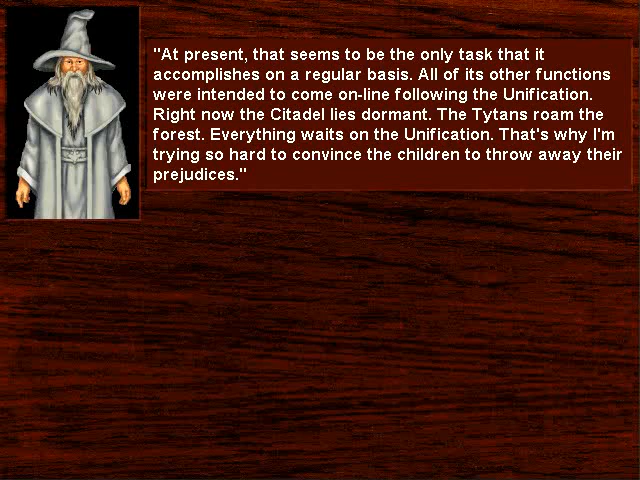 "At present, that seems to be the only task that it
accomplishes on a regular basis. All of its other functions
were intended to come on-line following the Unification.
Right now the Citadel lies dormant. The Tytans roam the
forest. Everything waits on the Unification. That's why I'm
trying so hard to convince the children to throw away their
prejudices."